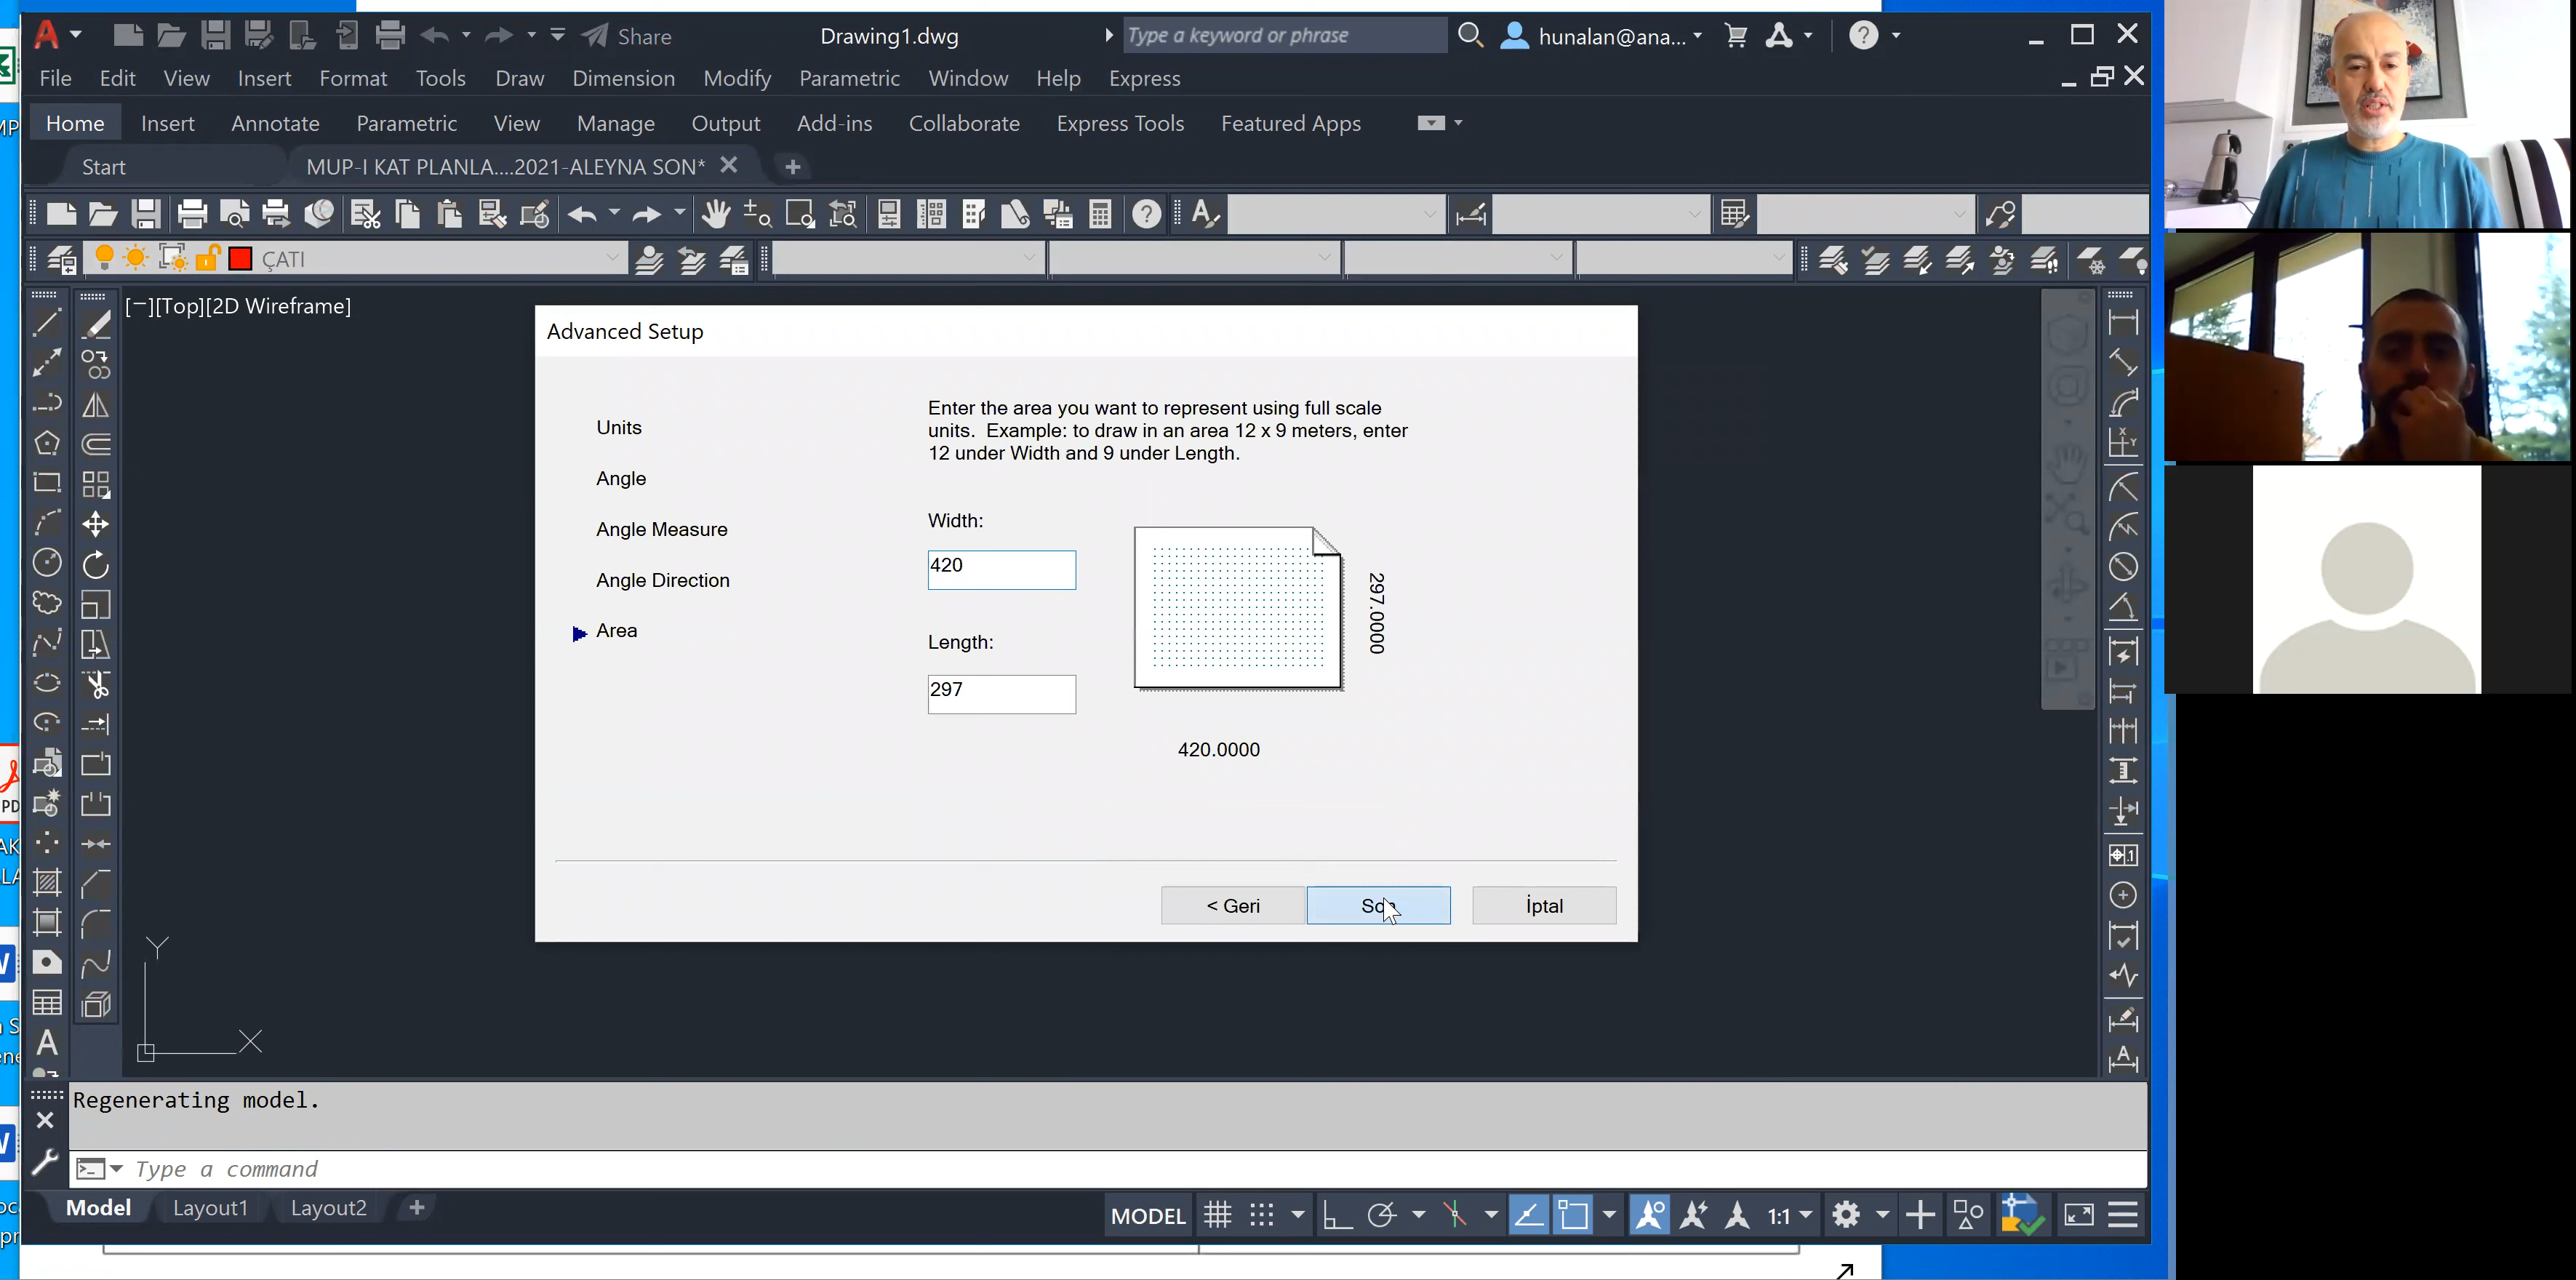 Share
Drawing1.dwg
Type a keyword or phrase
hunalan@ana...
File Edit View Insert Format Tools Draw Dimension Modify Parametric Window Help Express
Home Insert Annotate Parametric View Manage Output Add-ins Collaborate Express Tools Featured Apps
Start
MUP-I KAT PLANLA....2021-ALEYNA SON*
ÇATI
[−][Top][2D Wireframe]
Advanced Setup
Units
Angle
Angle Measure
Angle Direction
Area
Enter the area you want to represent using full scale
units. Example: to draw in an area 12 x 9 meters, enter
12 under Width and 9 under Length.
Width:
420
Length:
297
297.0000
420.0000
< Geri
İptal
Y
X
Regenerating model.
Type a command
Model Layout1 Layout2
MODEL
1:1